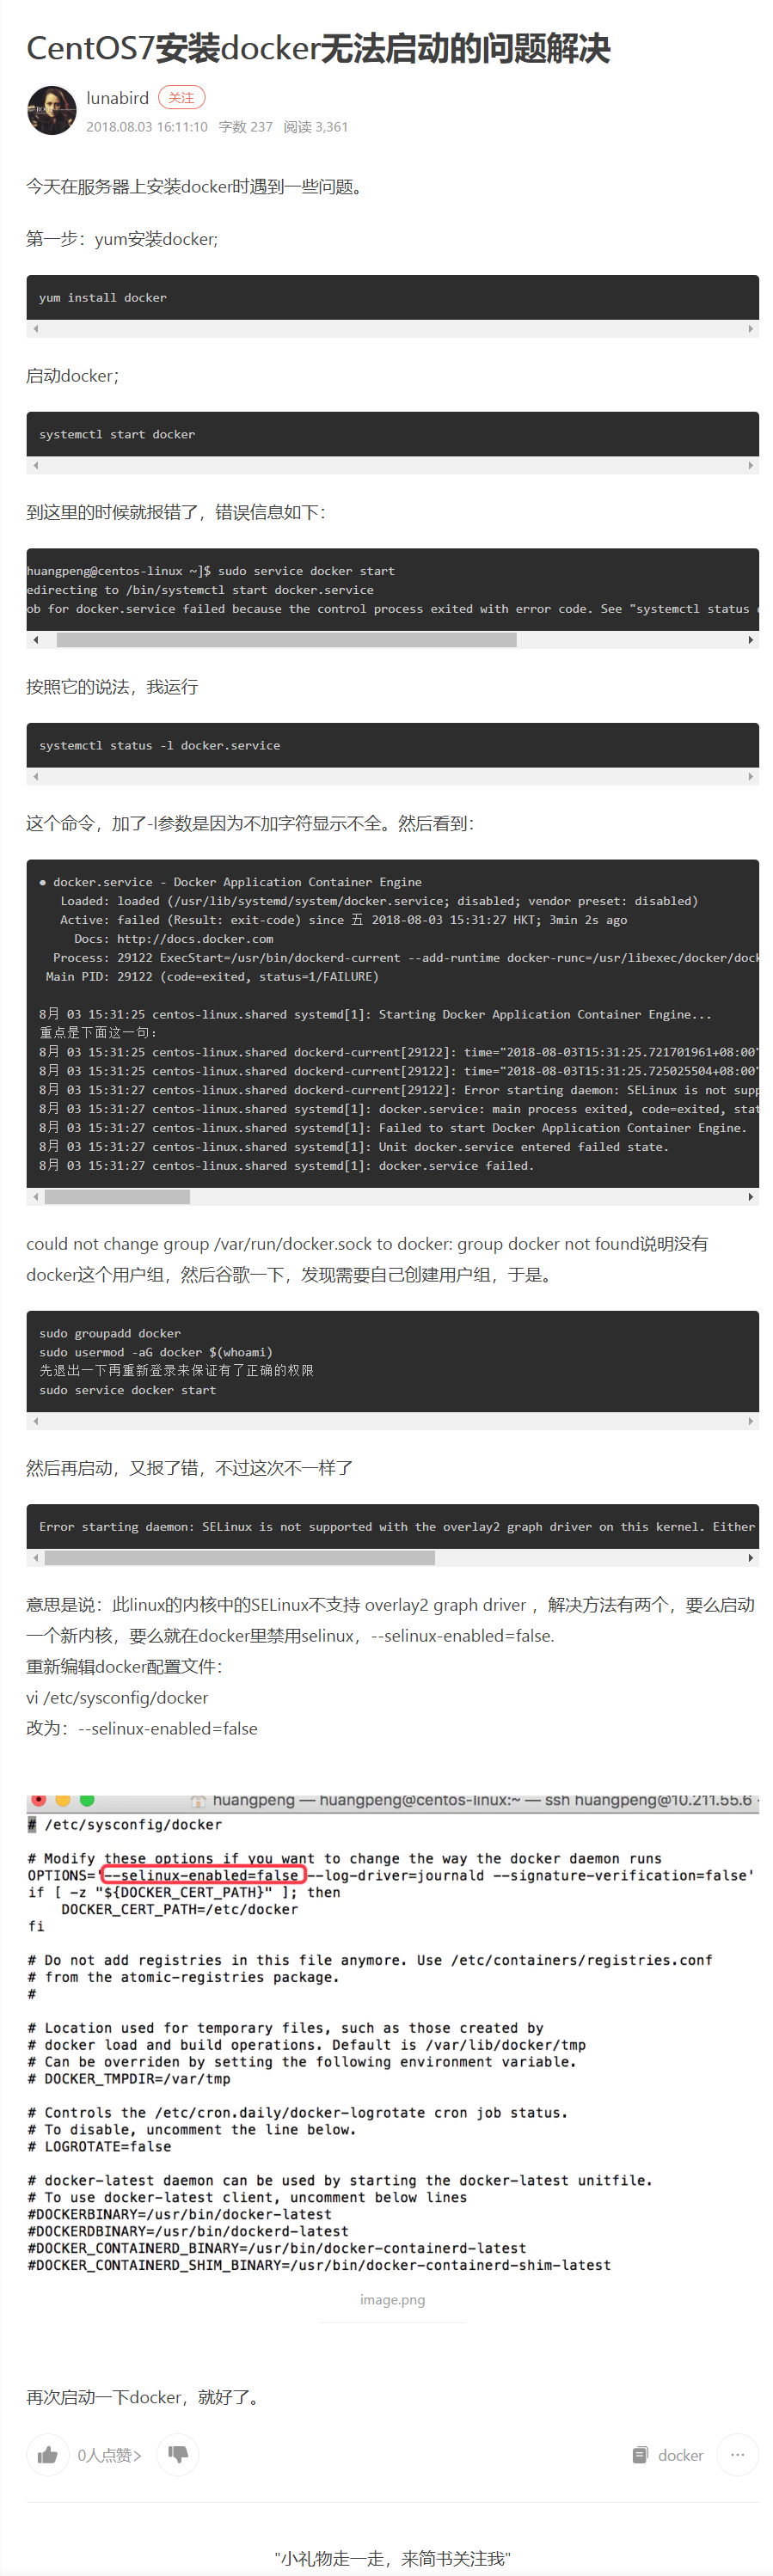 CentOS7安装docker无法启动的问题解决
lunabird 关注
2018.08.03 16:11:10 字数 237 阅读 3,361
今天在服务器上安装docker时遇到一些问题。
第一步：yum安装docker;
yum install docker
启动docker；
systemctl start docker
到这里的时候就报错了，错误信息如下：
huangpeng@centos-linux ~]$ sudo service docker start
edirecting to /bin/systemctl start docker.service
ob for docker.service failed because the control process exited with error code. See "systemctl status
按照它的说法，我运行
systemctl status -l docker.service
这个命令，加了-l参数是因为不加字符显示不全。然后看到：
● docker.service - Docker Application Container Engine
Loaded: loaded (/usr/lib/systemd/system/docker.service; disabled; vendor preset: disabled)
Active: failed (Result: exit-code) since 五 2018-08-03 15:31:27 HKT; 3min 2s ago
Docs: http://docs.docker.com
Process: 29122 ExecStart=/usr/bin/dockerd-current --add-runtime docker-runc=/usr/libexec/docker/dock
Main PID: 29122 (code=exited, status=1/FAILURE)
8月 03 15:31:25 centos-linux.shared systemd[1]: Starting Docker Application Container Engine...
重点是下面这一句：
8月 03 15:31:25 centos-linux.shared dockerd-current[29122]: time="2018-08-03T15:31:25.721701961+08:00"
8月 03 15:31:25 centos-linux.shared dockerd-current[29122]: time="2018-08-03T15:31:25.725025504+08:00"
8月 03 15:31:27 centos-linux.shared dockerd-current[29122]: Error starting daemon: SELinux is not supp
8月 03 15:31:27 centos-linux.shared systemd[1]: docker.service: main process exited, code=exited, stat
8月 03 15:31:27 centos-linux.shared systemd[1]: Failed to start Docker Application Container Engine.
8月 03 15:31:27 centos-linux.shared systemd[1]: Unit docker.service entered failed state.
8月 03 15:31:27 centos-linux.shared systemd[1]: docker.service failed.
could not change group /var/run/docker.sock to docker: group docker not found说明没有
docker这个用户组，然后谷歌一下，发现需要自己创建用户组，于是。
sudo groupadd docker
sudo usermod -aG docker $(whoami)
先退出一下再重新登录来保证有了正确的权限
sudo service docker start
然后再启动，又报了错，不过这次不一样了
Error starting daemon: SELinux is not supported with the overlay2 graph driver on this kernel. Either
意思是说：此linux的内核中的SELinux不支持 overlay2 graph driver ，解决方法有两个，要么启动
一个新内核，要么就在docker里禁用selinux，--selinux-enabled=false.
重新编辑docker配置文件：
vi /etc/sysconfig/docker
改为：--selinux-enabled=false
huangpeng — huangpeng@centos-linux:~ — ssh huangpeng@10.211.55.6 -
# /etc/sysconfig/docker
# Modify these options if you want to change the way the docker daemon runs
OPTIONS='--selinux-enabled=false --log-driver=journald --signature-verification=false'
if [ -z "${DOCKER_CERT_PATH}" ]; then
DOCKER_CERT_PATH=/etc/docker
fi
# Do not add registries in this file anymore. Use /etc/containers/registries.conf
# from the atomic-registries package.
#
# Location used for temporary files, such as those created by
# docker load and build operations. Default is /var/lib/docker/tmp
# Can be overriden by setting the following environment variable.
# DOCKER_TMPDIR=/var/tmp
# Controls the /etc/cron.daily/docker-logrotate cron job status.
# To disable, uncomment the line below.
# LOGROTATE=false
# docker-latest daemon can be used by starting the docker-latest unitfile.
# To use docker-latest client, uncomment below lines
#DOCKERBINARY=/usr/bin/docker-latest
#DOCKERDBINARY=/usr/bin/dockerd-latest
#DOCKER_CONTAINERD_BINARY=/usr/bin/docker-containerd-latest
#DOCKER_CONTAINERD_SHIM_BINARY=/usr/bin/docker-containerd-shim-latest
image.png
再次启动一下docker，就好了。
0人点赞> docker ...
"小礼物走一走，来简书关注我"